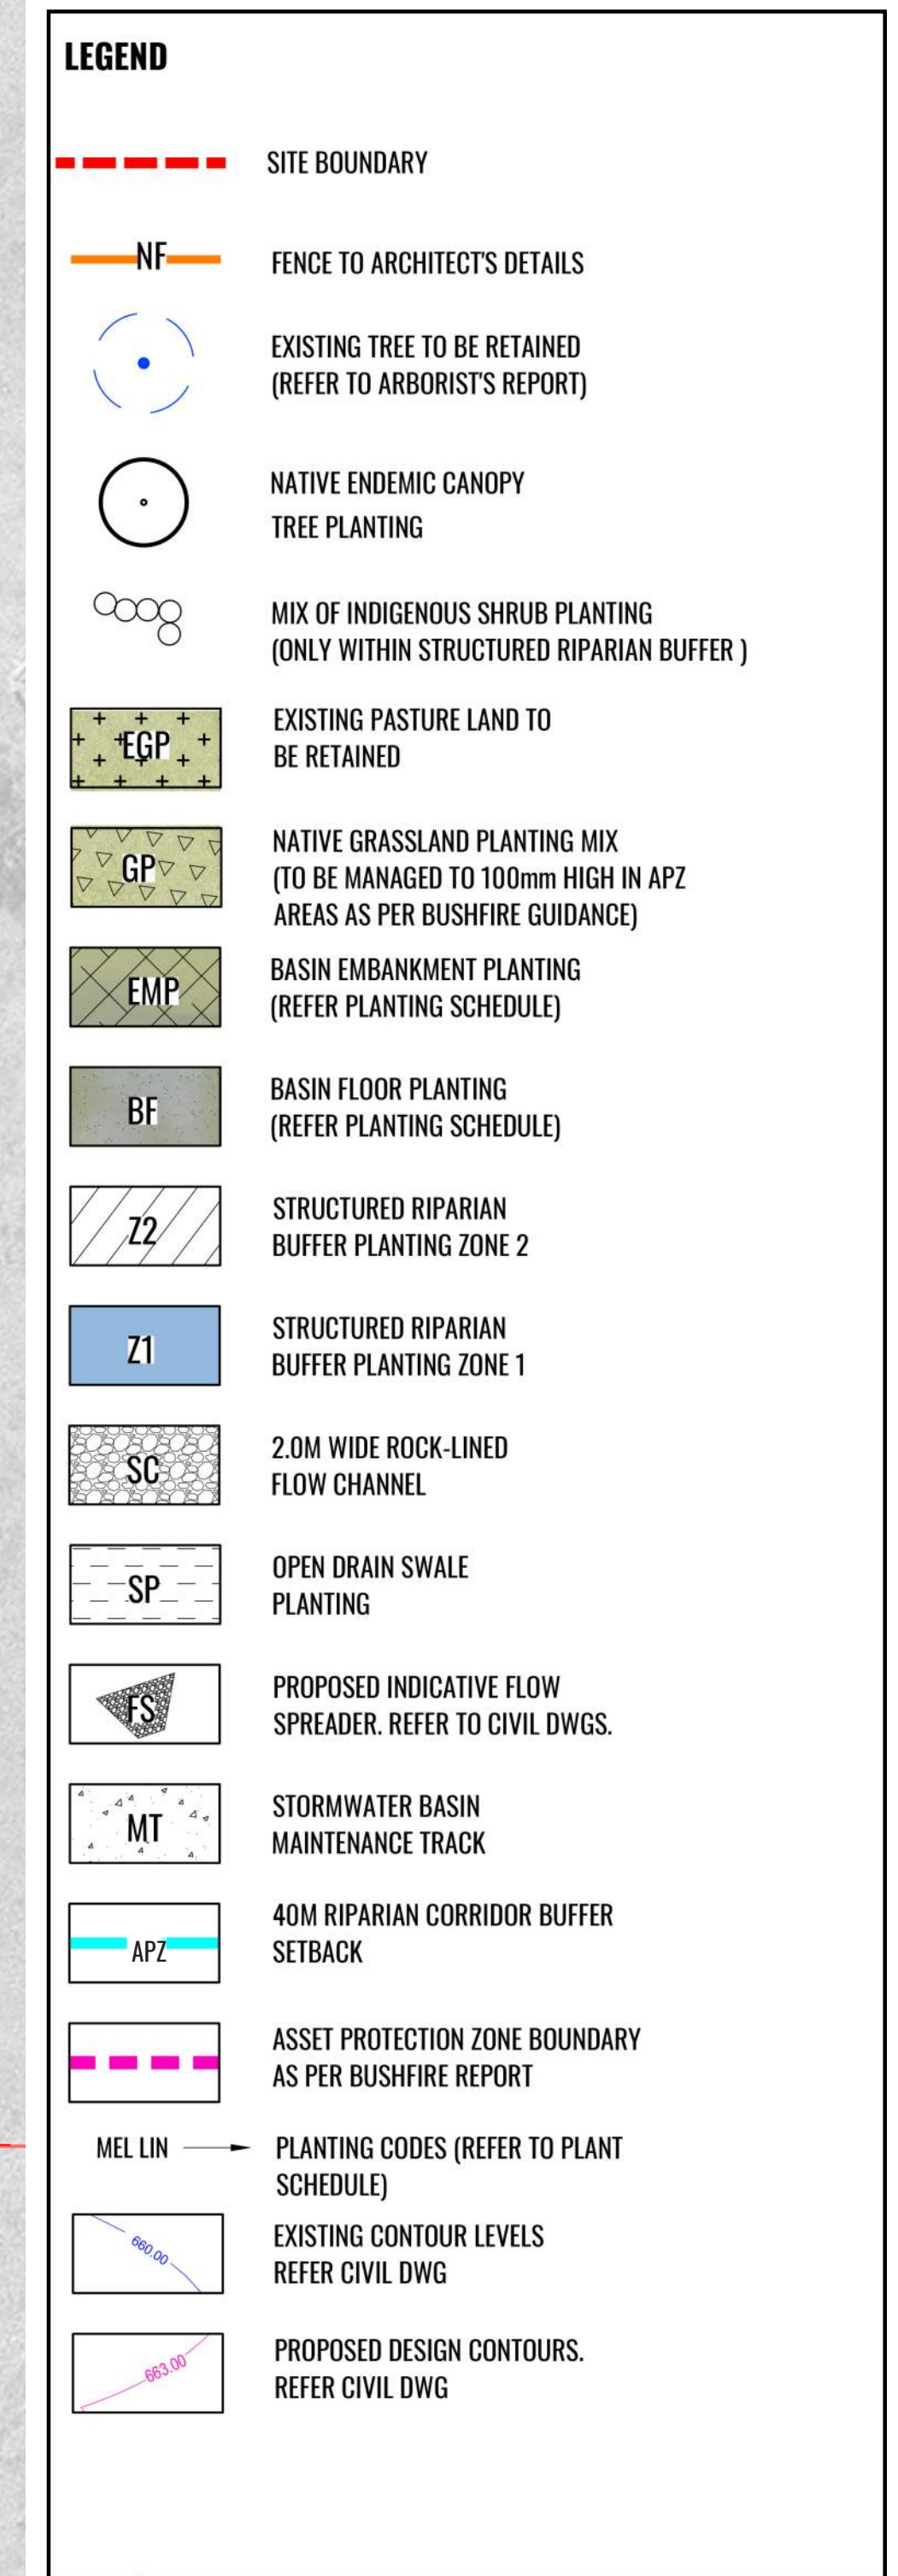 LEGEND
SITE BOUNDARY
NF
FENCE TO ARCHITECT'S DETAILS
EXISTING TREE TO BE RETAINED
(REFER TO ARBORIST'S REPORT)
NATIVE ENDEMIC CANOPY
TREE PLANTING
MIX OF INDIGENOUS SHRUB PLANTING
(ONLY WITHIN STRUCTURED RIPARIAN BUFFER )
EGP
EXISTING PASTURE LAND TO
BE RETAINED
GP
NATIVE GRASSLAND PLANTING MIX
(TO BE MANAGED TO 100mm HIGH IN APZ
AREAS AS PER BUSHFIRE GUIDANCE)
EMP
BASIN EMBANKMENT PLANTING
(REFER PLANTING SCHEDULE)
BF
BASIN FLOOR PLANTING
(REFER PLANTING SCHEDULE)
Z2
STRUCTURED RIPARIAN
BUFFER PLANTING ZONE 2
Z1
STRUCTURED RIPARIAN
BUFFER PLANTING ZONE 1
SC
2.0M WIDE ROCK-LINED
FLOW CHANNEL
SP
OPEN DRAIN SWALE
PLANTING
FS
PROPOSED INDICATIVE FLOW
SPREADER. REFER TO CIVIL DWGS.
MT
STORMWATER BASIN
MAINTENANCE TRACK
APZ
40M RIPARIAN CORRIDOR BUFFER
SETBACK
ASSET PROTECTION ZONE BOUNDARY
AS PER BUSHFIRE REPORT
MEL LIN
PLANTING CODES (REFER TO PLANT
SCHEDULE)
660.00
EXISTING CONTOUR LEVELS
REFER CIVIL DWG
663.00
PROPOSED DESIGN CONTOURS.
REFER CIVIL DWG